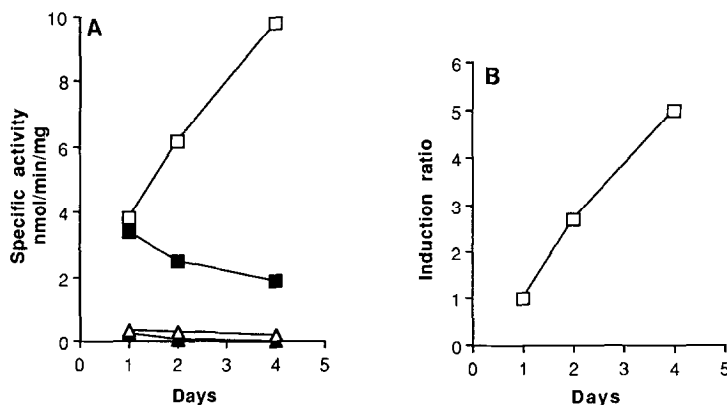 A
Specific activity
nmol/min/mg
10
8
6
4
2
0
0 1 2 3 4 5
Days
B
Induction ratio
6
5
4
3
2
1
0
0 1 2 3 4 5
Days